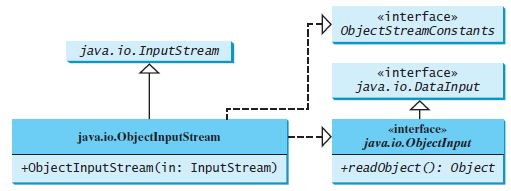 «interface»
ObjectStreamConstants
java.io.InputStream
«interface»
java.io.DataInput
java.io.ObjectInputStream
+ObjectInputStream(in: InputStream)
«interface»
java.io.ObjectInput
+readObject(): Object